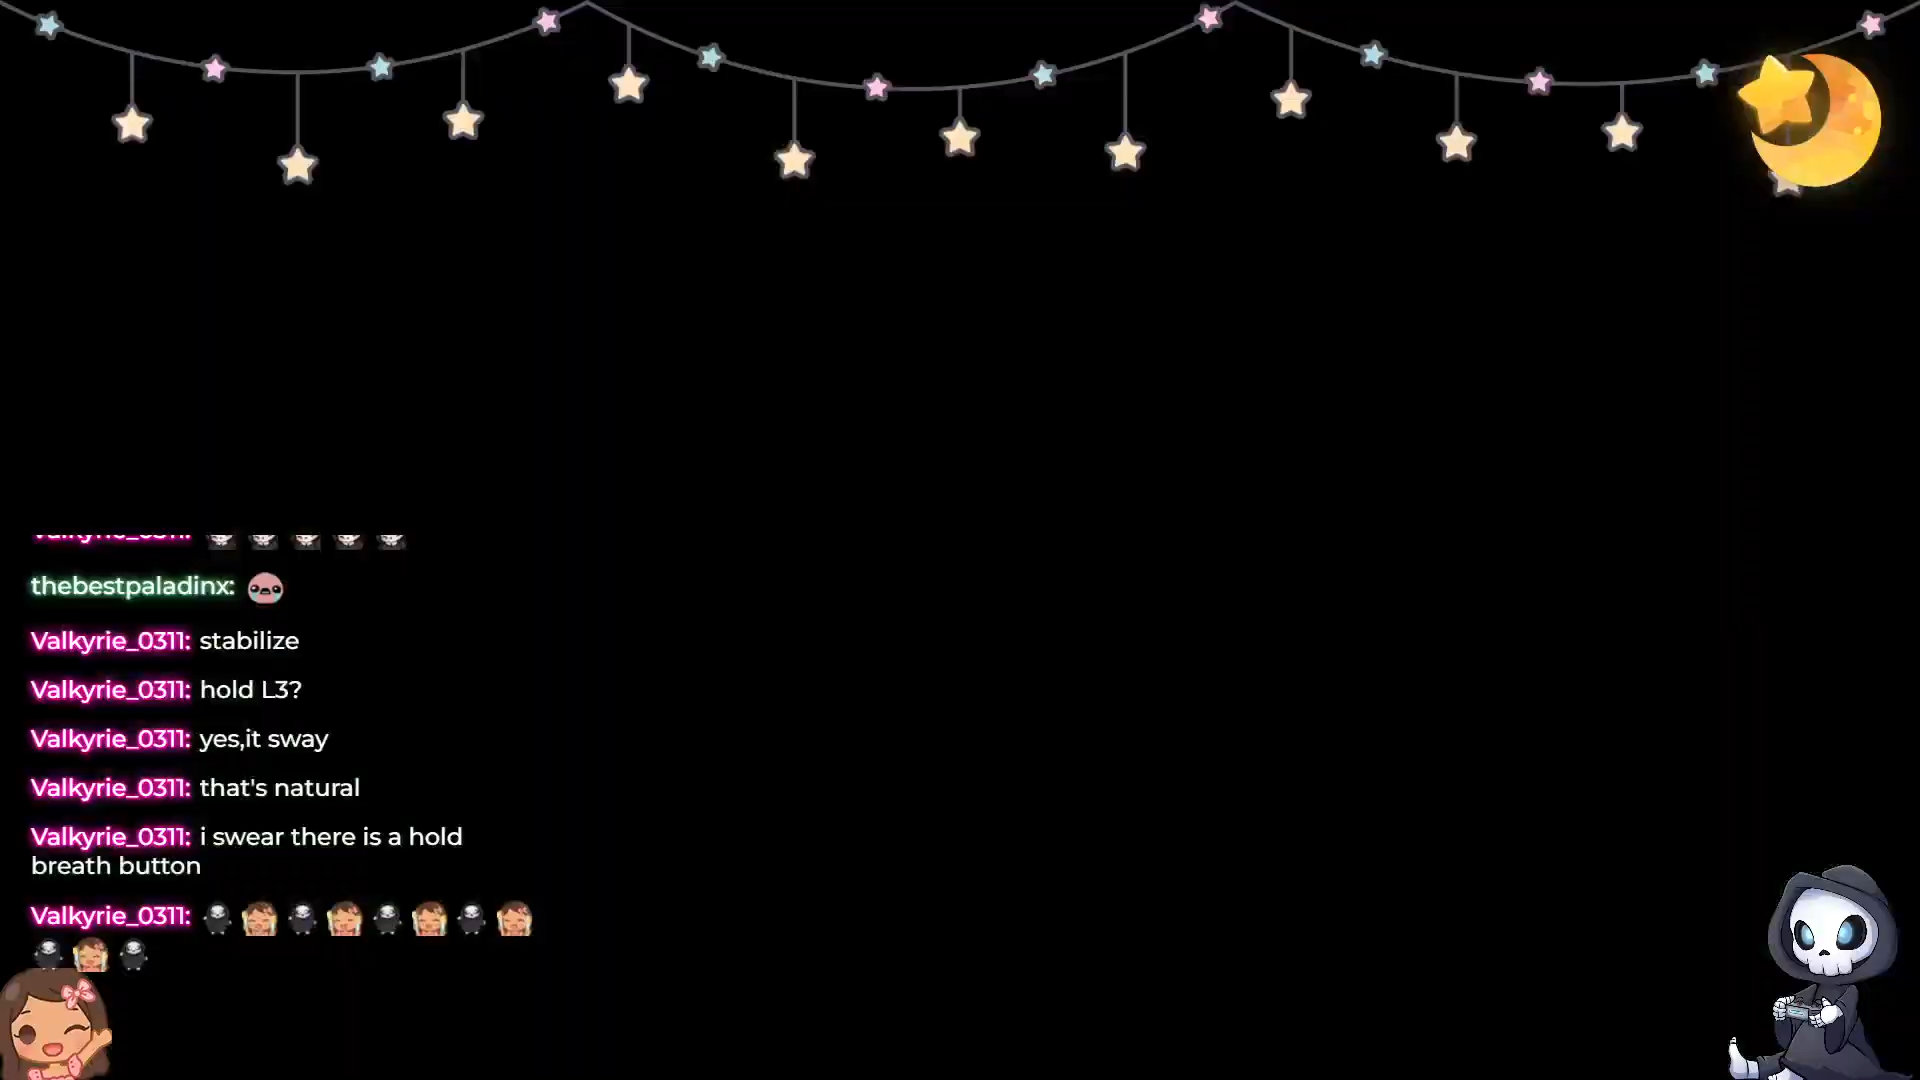 thebestpaladinx:
Valkyrie_0311: stabilize
Valkyrie_0311: hold L3?
Valkyrie_0311: yes,it sway
Valkyrie_0311: that's natural
Valkyrie_0311: i swear there is a hold
breath button
Valkyrie_0311: